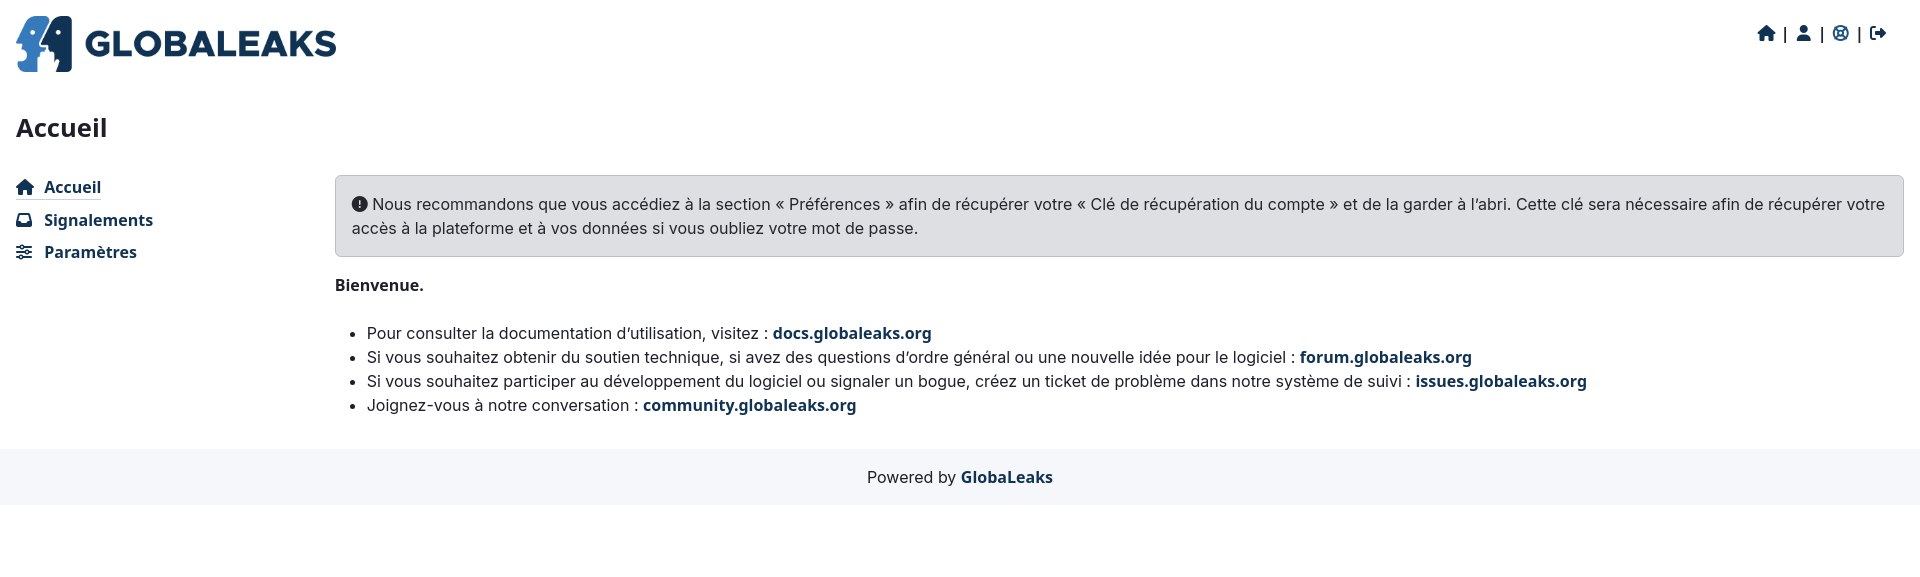 GLOBALEAKS
| | |
Accueil
Accueil
Signalements
Paramètres
Nous recommandons que vous accédiez à la section « Préférences » afin de récupérer votre « Clé de récupération du compte » et de la garder à l’abri. Cette clé sera nécessaire afin de récupérer votre
accès à la plateforme et à vos données si vous oubliez votre mot de passe.
Bienvenue.
• Pour consulter la documentation d’utilisation, visitez : docs.globaleaks.org
• Si vous souhaitez obtenir du soutien technique, si avez des questions d’ordre général ou une nouvelle idée pour le logiciel : forum.globaleaks.org
• Si vous souhaitez participer au développement du logiciel ou signaler un bogue, créez un ticket de problème dans notre système de suivi : issues.globaleaks.org
• Joignez-vous à notre conversation : community.globaleaks.org
Powered by GlobaLeaks